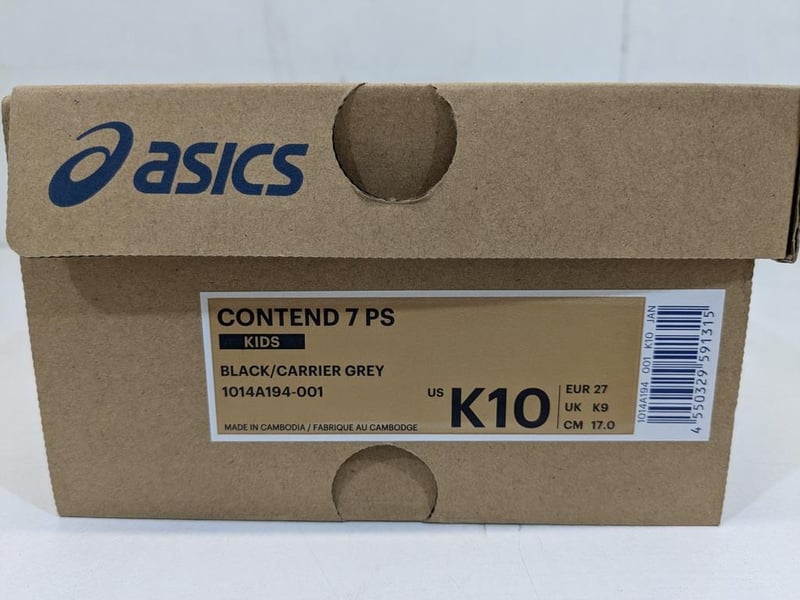 asics
CONTEND 7 PS
KIDS
BLACK/CARRIER GREY
1014A194-001
US K10
EUR 27
UK K9
CM 17.0
MADE IN CAMBODIA / FABRIQUE AU CAMBODGE
1014A194 001 K10 JAN
4 550329 591315